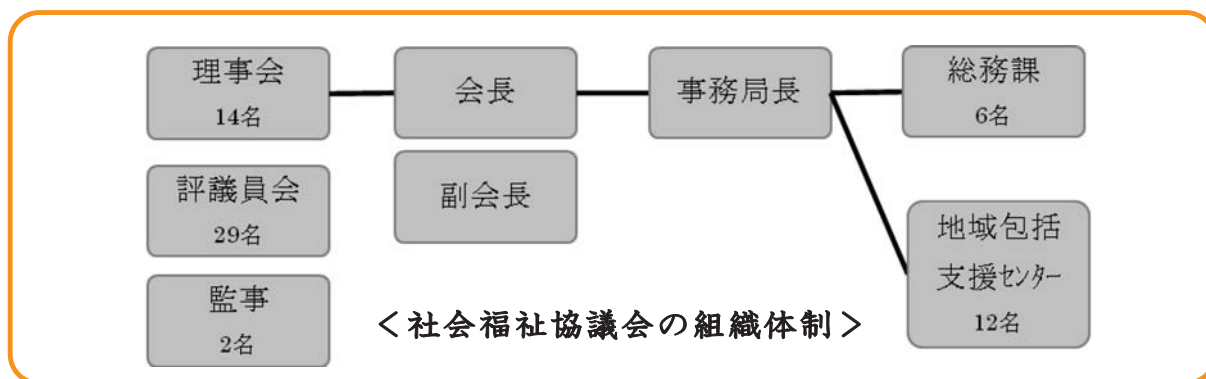 理事会
14名
会長
事務局長
総務課
6名
評議員会
29名
副会長
地域包括
支援センター
12名
監事
2名
＜社会福祉協議会の組織体制＞